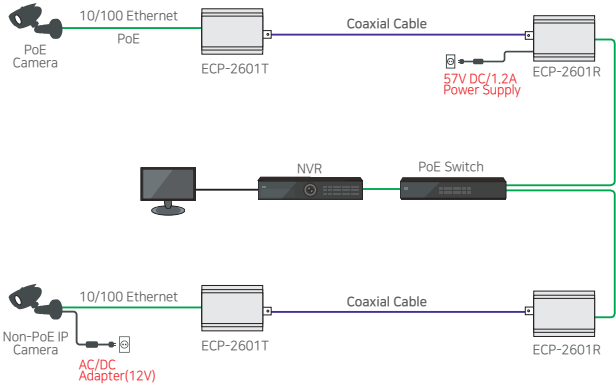 10/100 Ethernet
Coaxial Cable
PoE
PoE
Camera
ECP-2601T
57V DC/1.2A
Power Supply
ECP-2601R
NVR
PoE Switch
10/100 Ethernet
Coaxial Cable
Non-PoE IP
Camera
ECP-2601T
ECP-2601R
AC/DC
Adapter(12V)